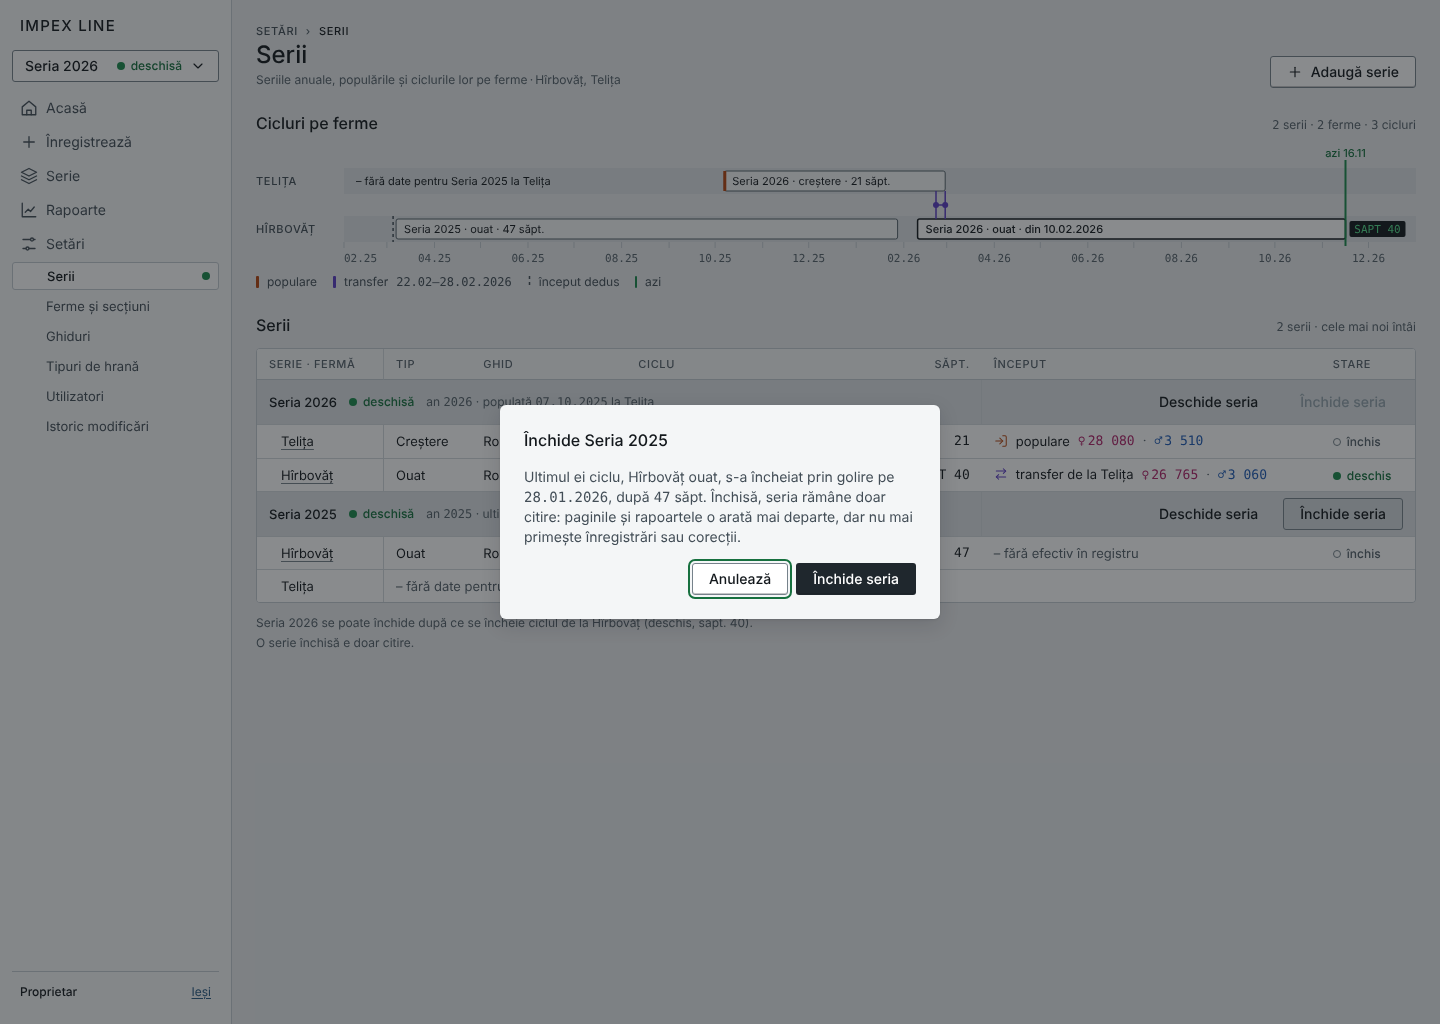 IMPEX LINE
Seria 2026 deschisă
Acasă
Înregistrează
Serie
Rapoarte
Setări
Serii
Ferme și secțiuni
Ghiduri
Tipuri de hrană
Utilizatori
Istoric modificări
Proprietar Ieși
SETĂRI › SERII
Serii
Seriile anuale, populările și ciclurile lor pe ferme · Hîrbovăț, Telița
Adaugă serie
Cicluri pe ferme
2 serii · 2 ferme · 3 cicluri
azi 16.11
TELIȚA – fără date pentru Seria 2025 la Telița Seria 2026 · creștere · 21 săpt.
HÎRBOVĂȚ Seria 2025 · ouat · 47 săpt. Seria 2026 · ouat · din 10.02.2026 SĂPT 40
02.25 04.25 06.25 08.25 10.25 12.25 02.26 04.26 06.26 08.26 10.26 12.26
populare transfer 22.02–28.02.2026 început dedus azi
Serii
2 serii · cele mai noi întâi
SERIE · FERMĂ TIP GHID CICLU SĂPT. ÎNCEPUT STARE
Seria 2026 deschisă an 2026 · populată 07.10.2025 la Telița Deschide seria Închide seria
Telița Creștere Ro 21 populare ♀28 080 · ♂3 510 închis
Hîrbovăț Ouat Ro T 40 transfer de la Telița ♀26 765 · ♂3 060 deschis
Seria 2025 deschisă an 2025 · ulti Deschide seria Închide seria
Hîrbovăț Ouat Ro 47 – fără efectiv în registru închis
Telița – fără date pentru
Seria 2026 se poate închide după ce se încheie ciclul de la Hîrbovăț (deschis, săpt. 40).
O serie închisă e doar citire.
Închide Seria 2025
Ultimul ei ciclu, Hîrbovăț ouat, s-a încheiat prin golire pe
28.01.2026, după 47 săpt. Închisă, seria rămâne doar
citire: paginile și rapoartele o arată mai departe, dar nu mai
primește înregistrări sau corecții.
Anulează Închide seria